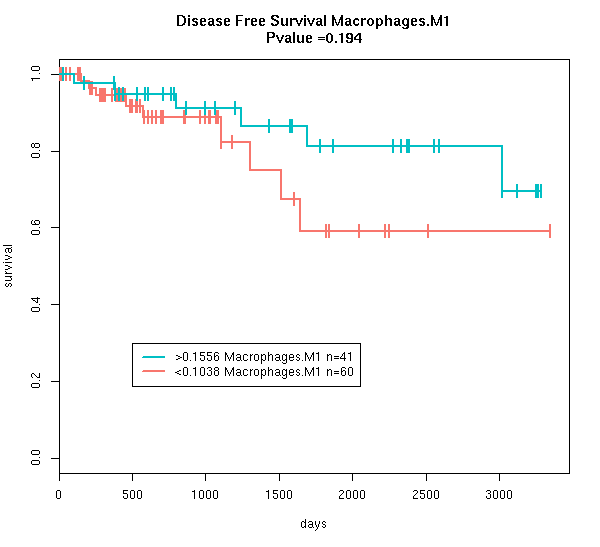 Disease Free Survival Macrophages.M1
Pvalue =0.194
1.0
0.8
0.6
0.4
0.2
0.0
survival
>0.1556 Macrophages.M1 n=41
<0.1038 Macrophages.M1 n=60
0 500 1000 1500 2000 2500 3000
days